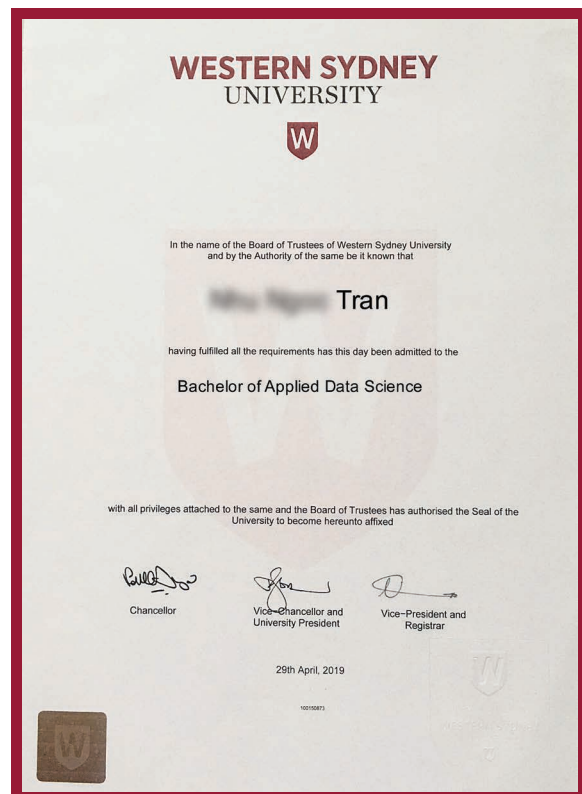 WESTERN SYDNEY
UNIVERSITY
W
In the name of the Board of Trustees of Western Sydney University
and by the Authority of the same be it known that
Tran
having fulfilled all the requirements has this day been admitted to the
Bachelor of Applied Data Science
with all privileges attached to the same and the Board of Trustees has authorised the Seal of the
University to become hereunto affixed
Chancellor
Vice-Chancellor and
University President
Vice-President and
Registrar
29th April, 2019
W
W